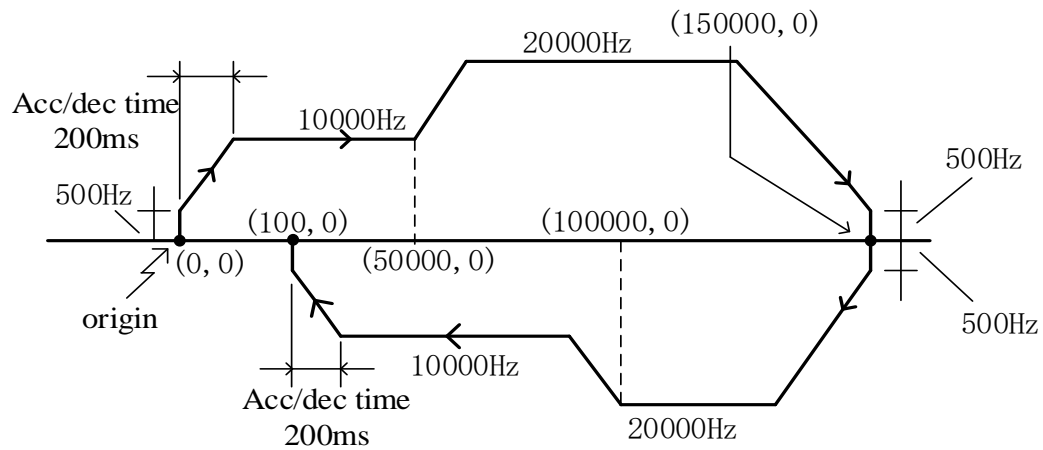 20000Hz
(150000, 0)
Acc/dec time
200ms
10000Hz
500Hz
500Hz
(100, 0)
(100000, 0)
(0, 0)
(50000, 0)
origin
500Hz
10000Hz
Acc/dec time
200ms
20000Hz